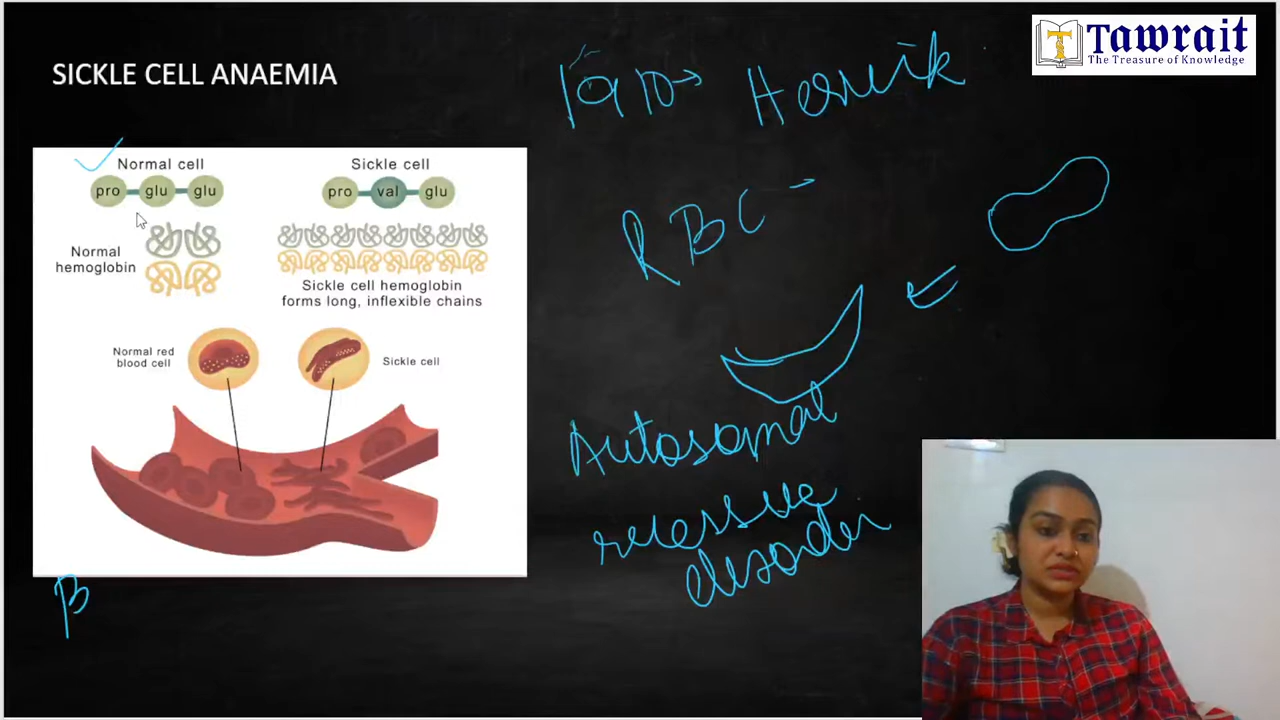 SICKLE CELL ANAEMIA
1910→ Herrik
Tawrait
The Treasure of Knowledge
Normal cell
pro glu glu
Sickle cell
pro val glu
Normal
hemoglobin
Sickle cell hemoglobin
forms long, inflexible chains
Normal red
blood cell
Sickle cell
RBC -
Autosomal
recessive
disorder
β